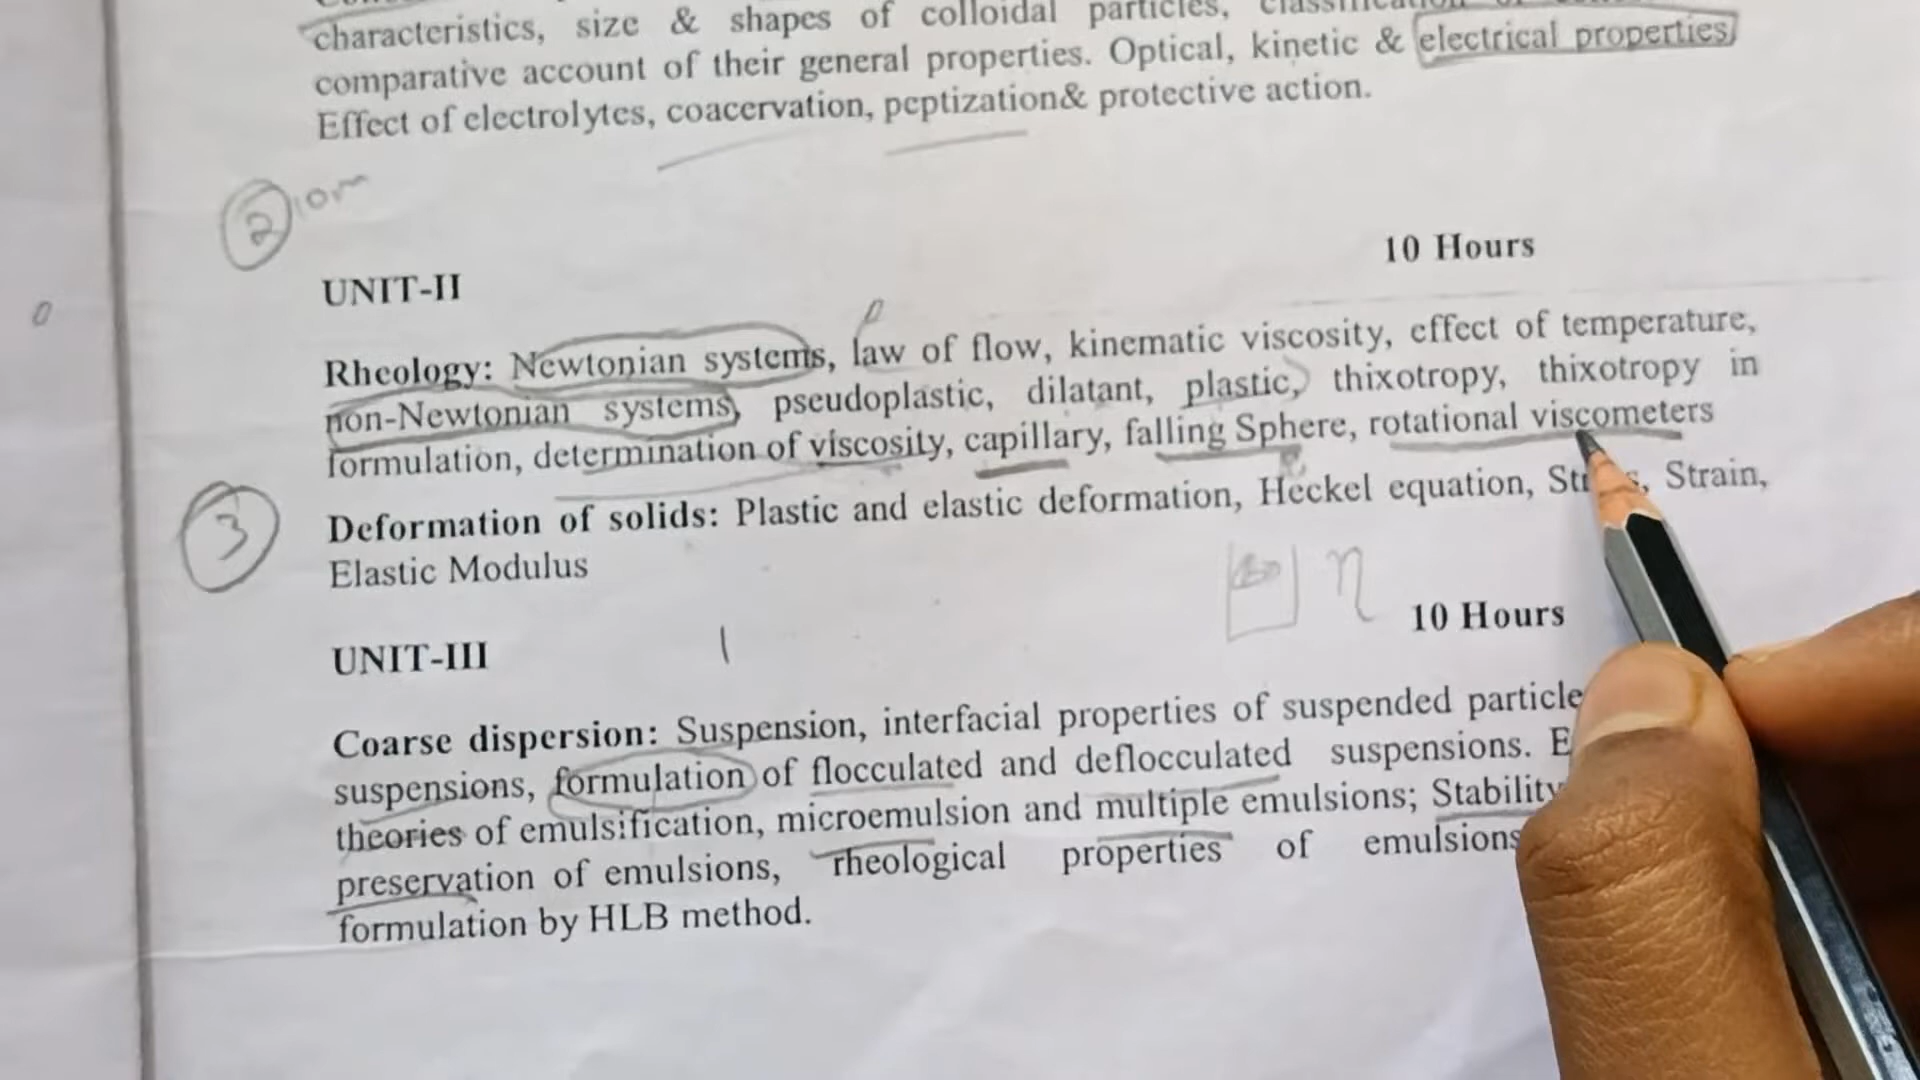 characteristics, size & shapes of colloidal particles,
comparative account of their general properties. Optical, kinetic & electrical properties.
Effect of electrolytes, coacervation, peptization& protective action.
2 10m
10 Hours
UNIT-II
Rheology: Newtonian systems, law of flow, kinematic viscosity, effect of temperature,
non-Newtonian systems, pseudoplastic, dilatant, plastic, thixotropy, thixotropy in
formulation, determination of viscosity, capillary, falling Sphere, rotational viscometers
3
Deformation of solids: Plastic and elastic deformation, Heckel equation, Strain,
Elastic Modulus
η
10 Hours
UNIT-III
Coarse dispersion: Suspension, interfacial properties of suspended
suspensions, formulation of flocculated and deflocculated suspensions.
theories of emulsification, microemulsion and multiple emulsions; Stability
preservation of emulsions, rheological properties of emulsions
formulation by HLB method.